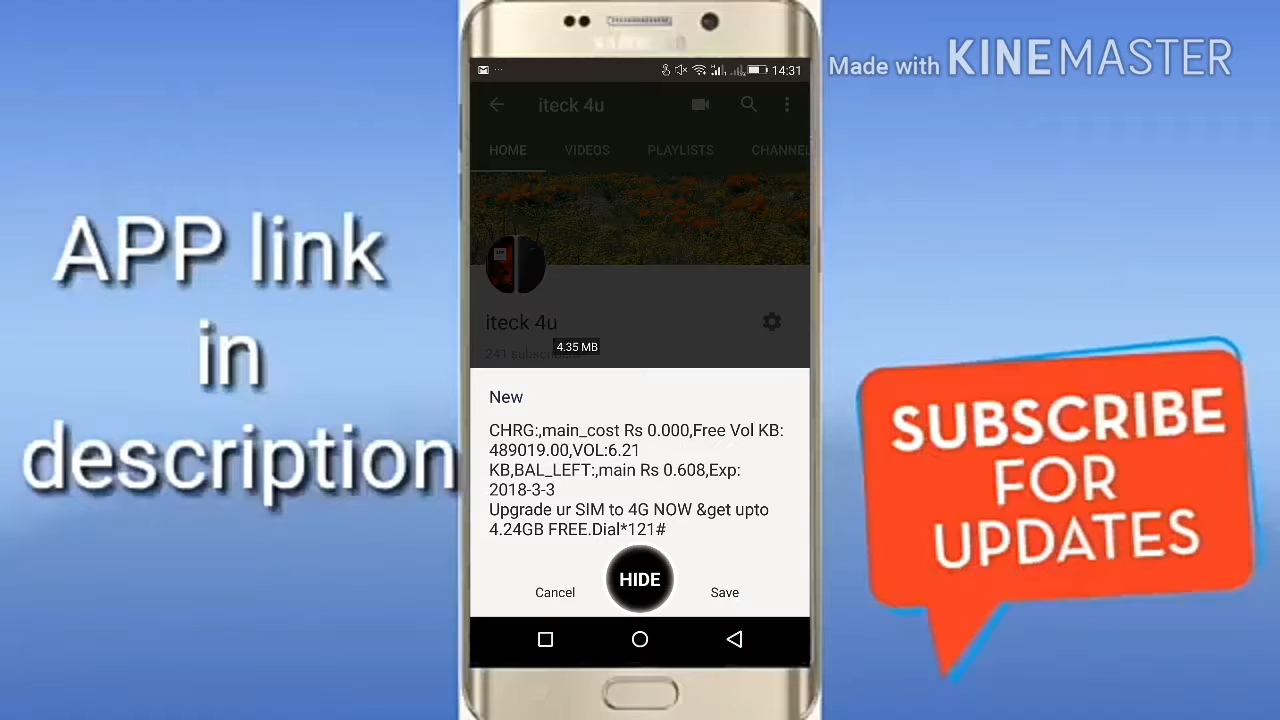 Made with KINEMASTER
14:31
iteck 4u
HOME VIDEOS PLAYLISTS CHANNEL
iteck 4u
241 subscri
4.35 MB
New
CHRG:,main_cost Rs 0.000,Free Vol KB:
489019.00,VOL:6.21
KB,BAL_LEFT:,main Rs 0.608,Exp:
2018-3-3
Upgrade ur SIM to 4G NOW &get upto
4.24GB FREE.Dial*121#
Cancel HIDE Save
APP link
in
description
SUBSCRIBE
FOR
UPDATES